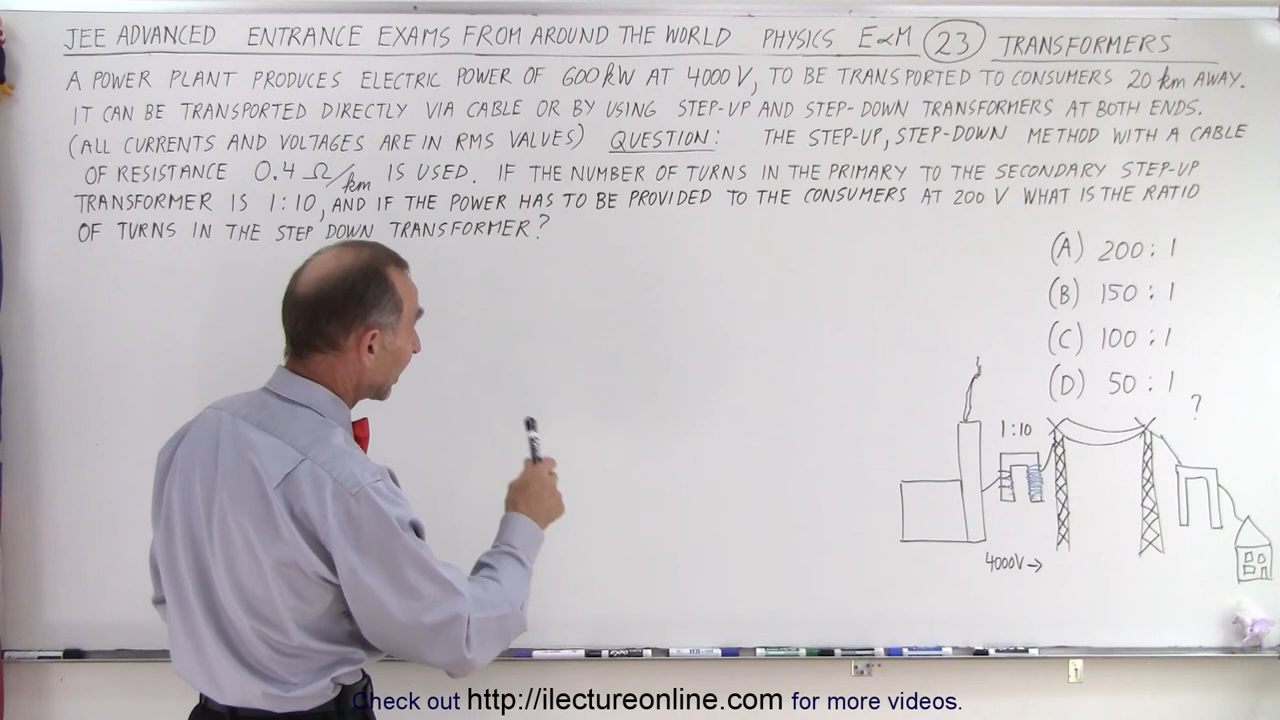 JEE ADVANCED ENTRANCE EXAMS FROM AROUND THE WORLD PHYSICS E&M 23 TRANSFORMERS
A POWER PLANT PRODUCES ELECTRIC POWER OF 600 kW AT 4000 V, TO BE TRANSPORTED TO CONSUMERS 20 km AWAY.
IT CAN BE TRANSPORTED DIRECTLY VIA CABLE OR BY USING STEP-UP AND STEP-DOWN TRANSFORMERS AT BOTH ENDS.
(ALL CURRENTS AND VOLTAGES ARE IN RMS VALUES) QUESTION: THE STEP-UP, STEP-DOWN METHOD WITH A CABLE
OF RESISTANCE 0.4 Ω/km IS USED. IF THE NUMBER OF TURNS IN THE PRIMARY TO THE SECONDARY STEP-UP
TRANSFORMER IS 1:10, AND IF THE POWER HAS TO BE PROVIDED TO THE CONSUMERS AT 200 V WHAT IS THE RATIO
OF TURNS IN THE STEP DOWN TRANSFORMER?
(A) 200 : 1
(B) 150 : 1
(C) 100 : 1
(D) 50 : 1
?
1:10
4000V→
Check out http://ilectureonline.com for more videos.